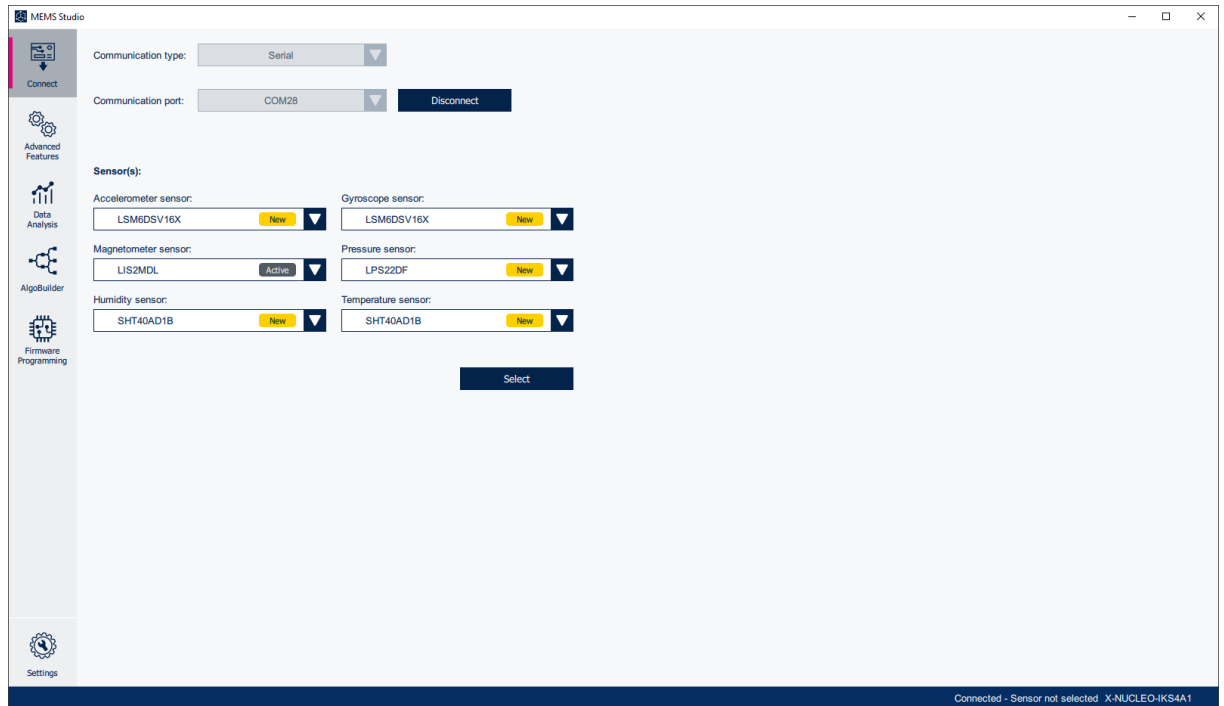 MEMS Studio
Connect
Advanced
Features
Data
Analysis
AlgoBuilder
Firmware
Programming
Settings
Communication type: Serial
Communication port: COM28 Disconnect
Sensor(s):
Accelerometer sensor: Gyroscope sensor:
LSM6DSV16X New LSM6DSV16X New
Magnetometer sensor: Pressure sensor:
LIS2MDL Active LPS22DF New
Humidity sensor: Temperature sensor:
SHT40AD1B New SHT40AD1B New
Select
Connected - Sensor not selected X-NUCLEO-IKS4A1